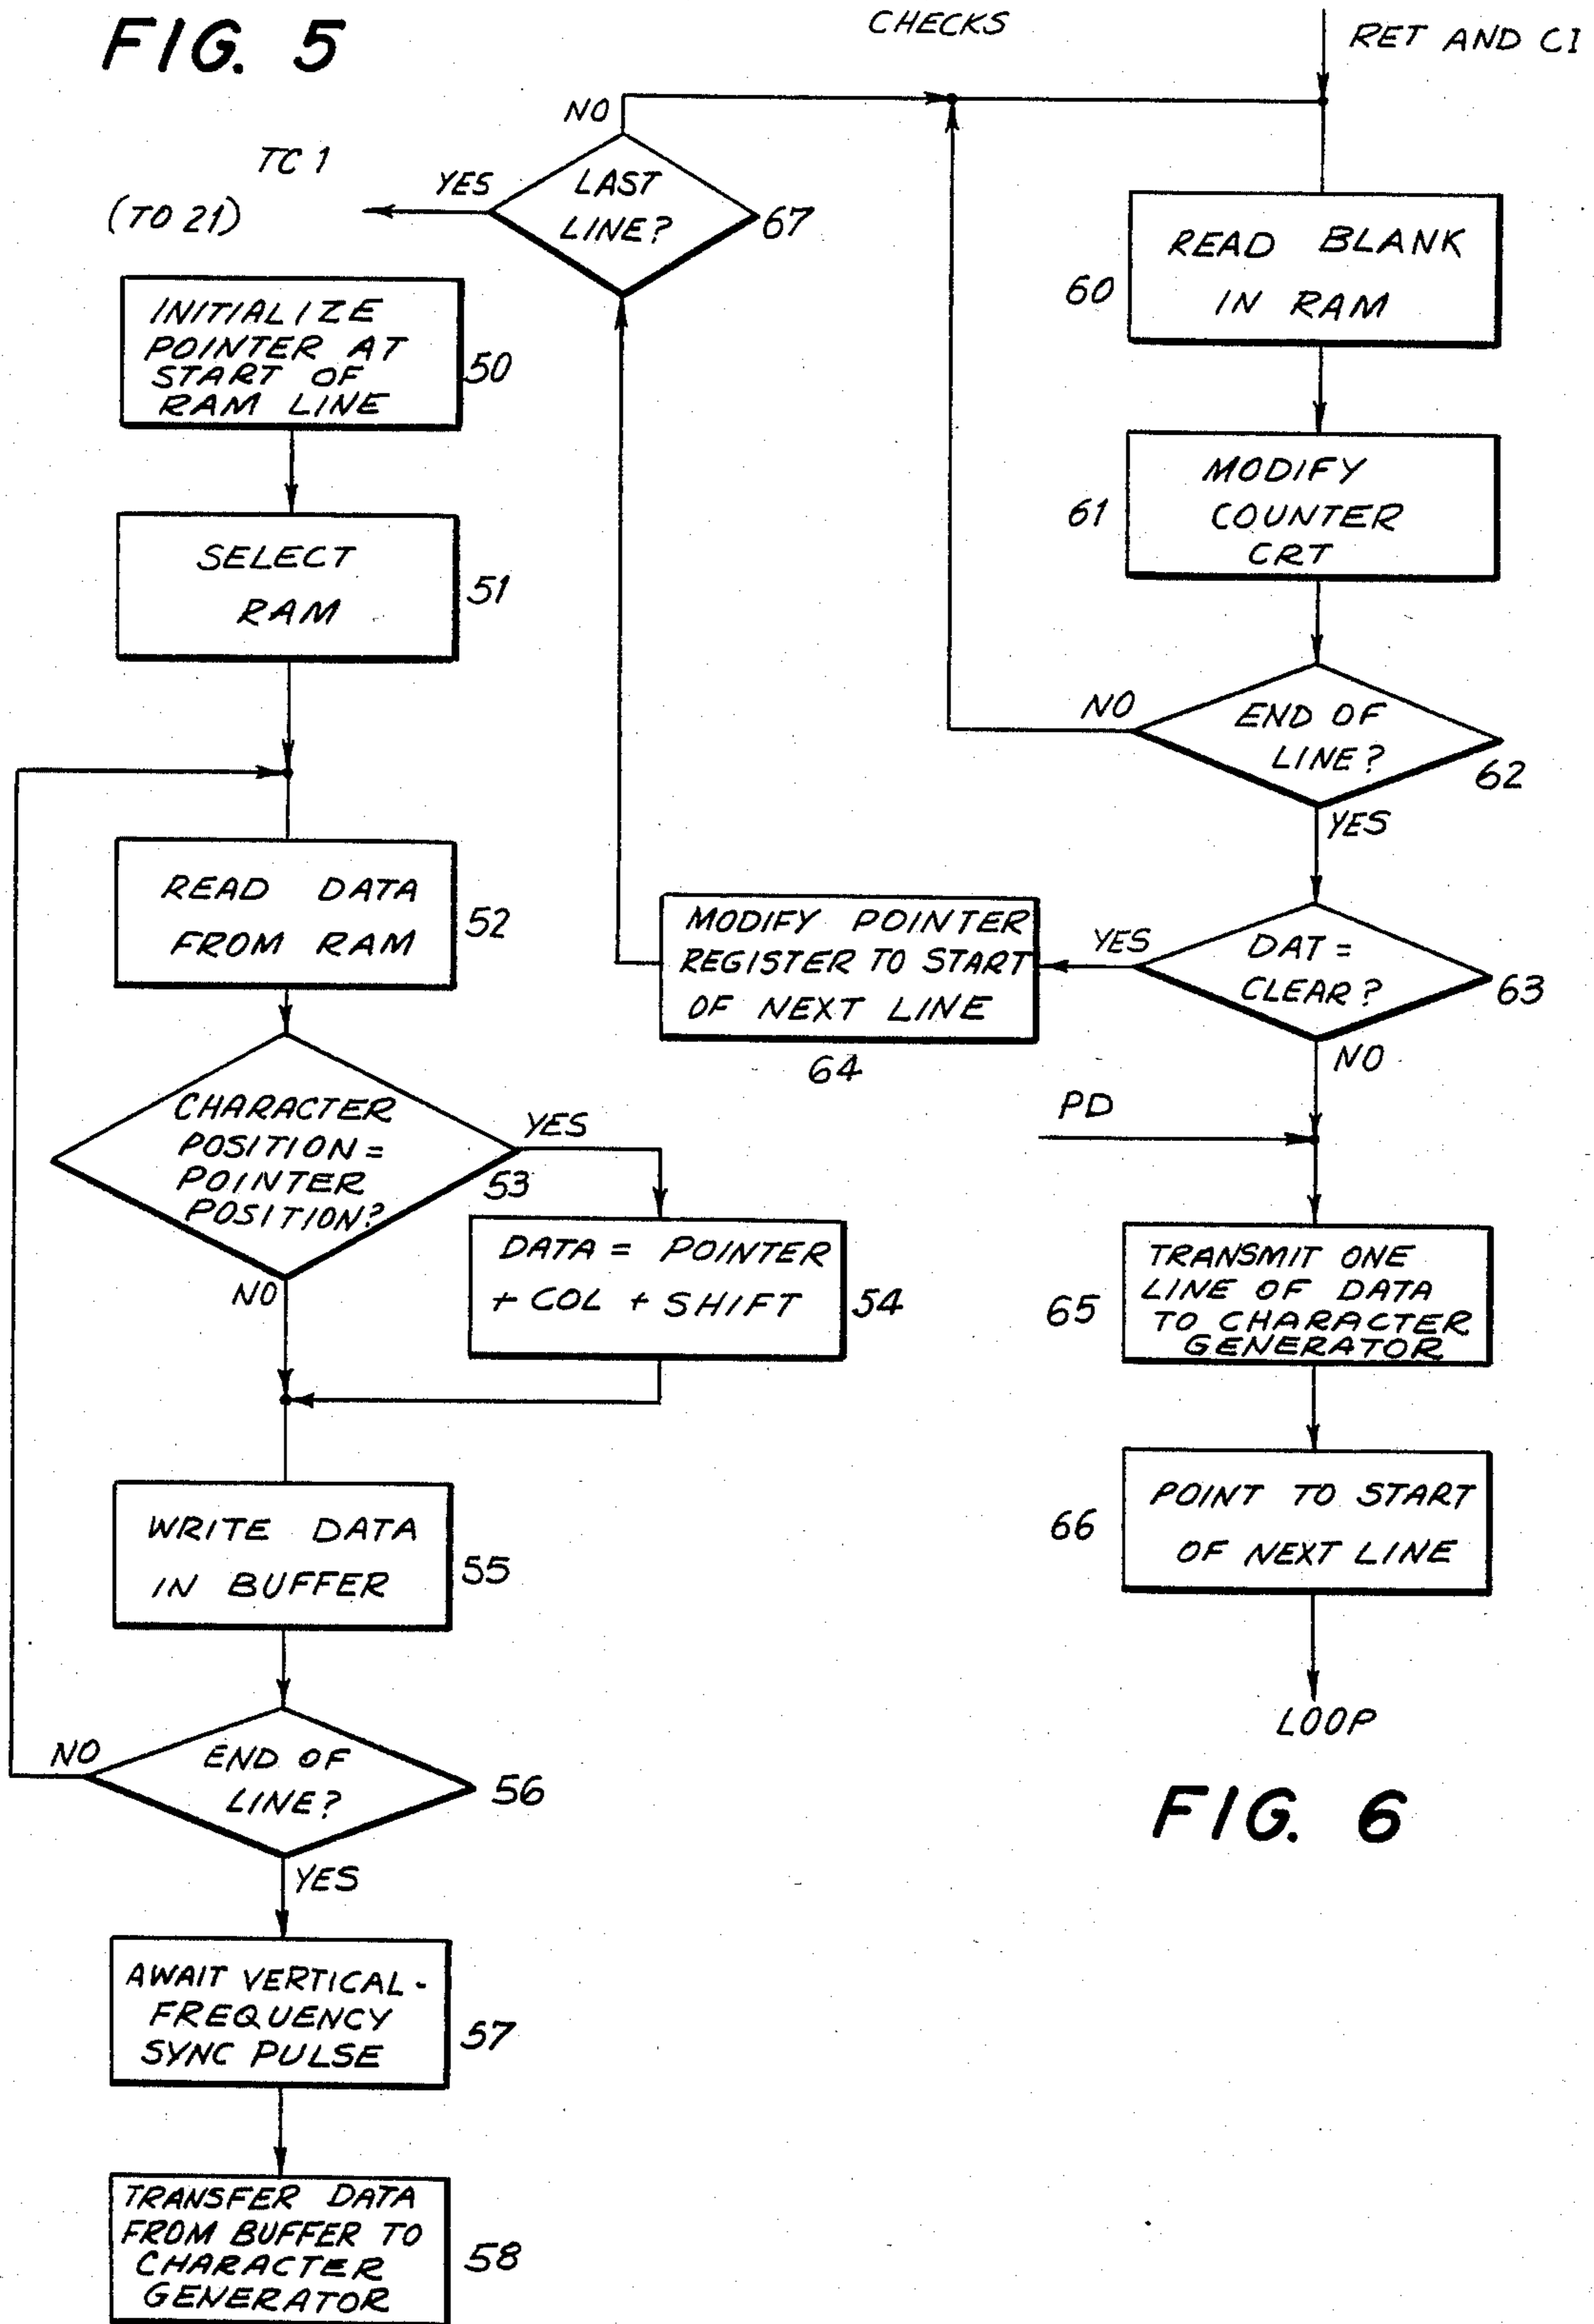 FIG. 5
TC 1
(TO 21)
INITIALIZE
POINTER AT
START OF
RAM LINE
50
SELECT
RAM
51
READ DATA
FROM RAM
52
CHARACTER
POSITION =
POINTER
POSITION?
53
YES
NO
DATA = POINTER
+ COL + SHIFT
54
WRITE DATA
IN BUFFER
55
END OF
LINE?
56
NO
YES
AWAIT VERTICAL-
FREQUENCY
SYNC PULSE
57
TRANSFER DATA
FROM BUFFER TO
CHARACTER
GENERATOR
58
CHECKS
RET AND CI
NO
YES
LAST
LINE?
67
READ BLANK
IN RAM
60
MODIFY
COUNTER
CRT
61
END OF
LINE?
62
NO
YES
DAT =
CLEAR?
63
YES
NO
MODIFY POINTER
REGISTER TO START
OF NEXT LINE
64
PD
TRANSMIT ONE
LINE OF DATA
TO CHARACTER
GENERATOR
65
POINT TO START
OF NEXT LINE
66
LOOP
FIG. 6